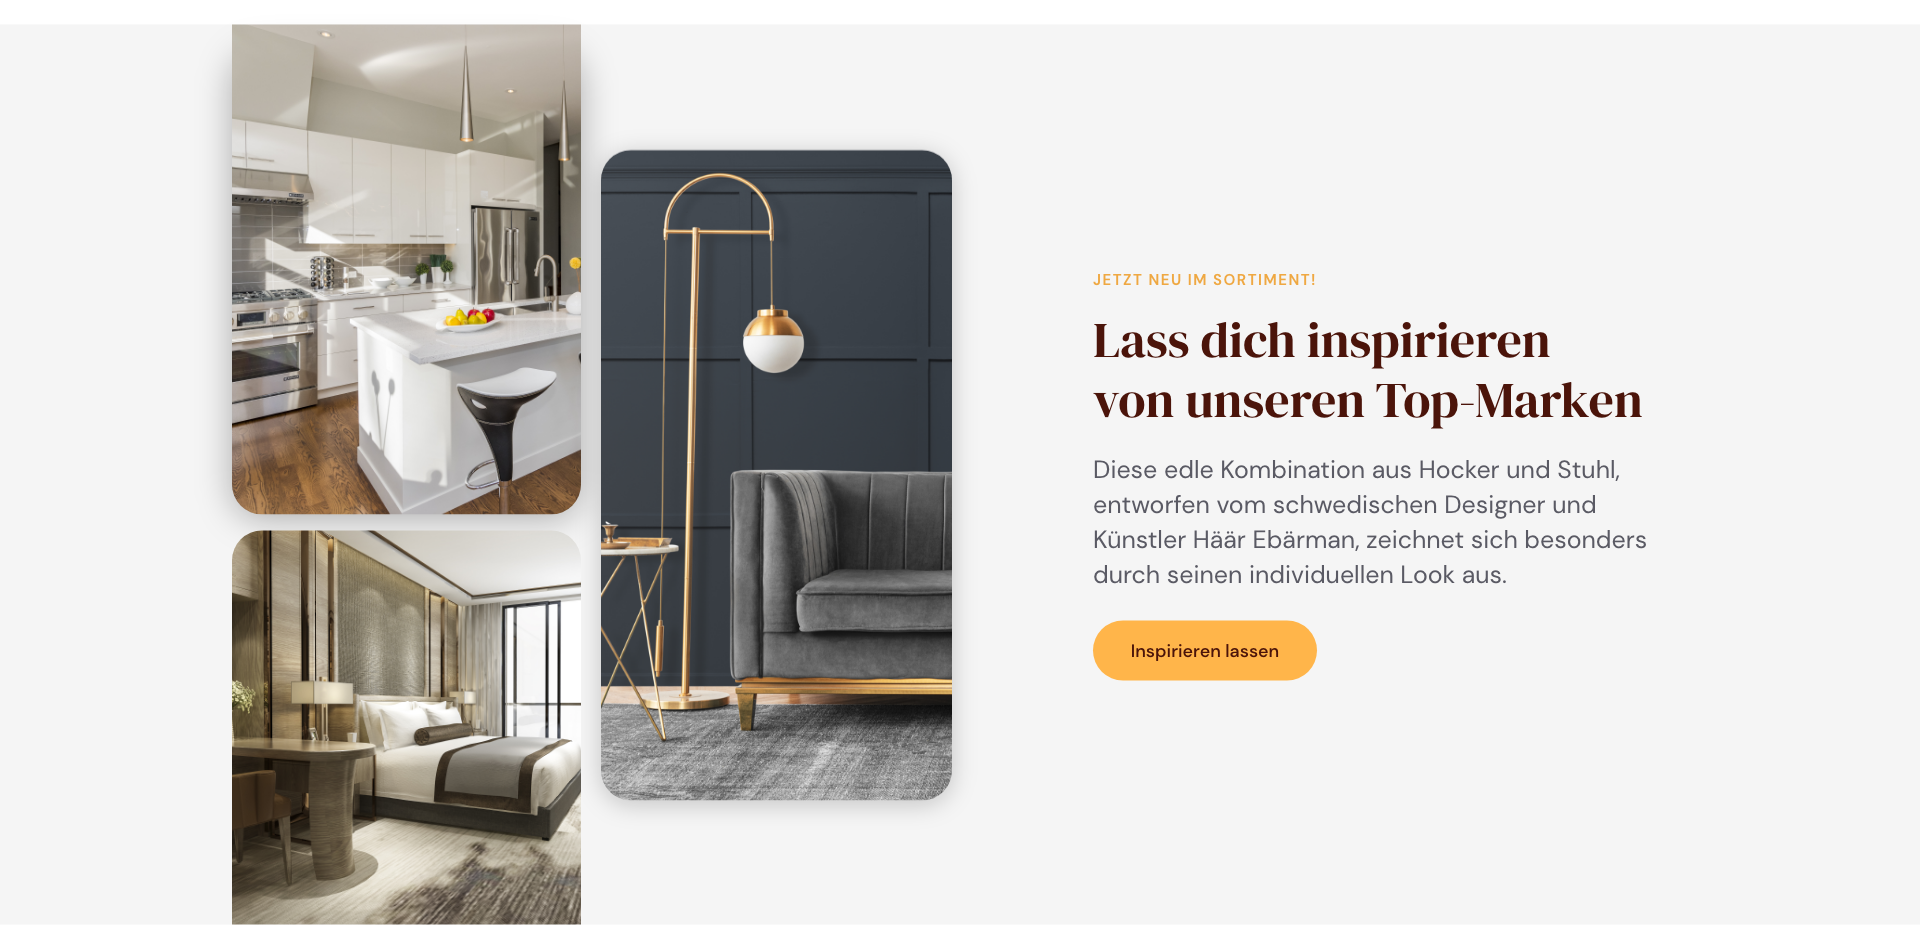 JETZT NEU IM SORTIMENT!
Lass dich inspirieren
von unseren Top-Marken
Diese edle Kombination aus Hocker und Stuhl,
entworfen vom schwedischen Designer und
Künstler Häär Ebärman, zeichnet sich besonders
durch seinen individuellen Look aus.
Inspirieren lassen